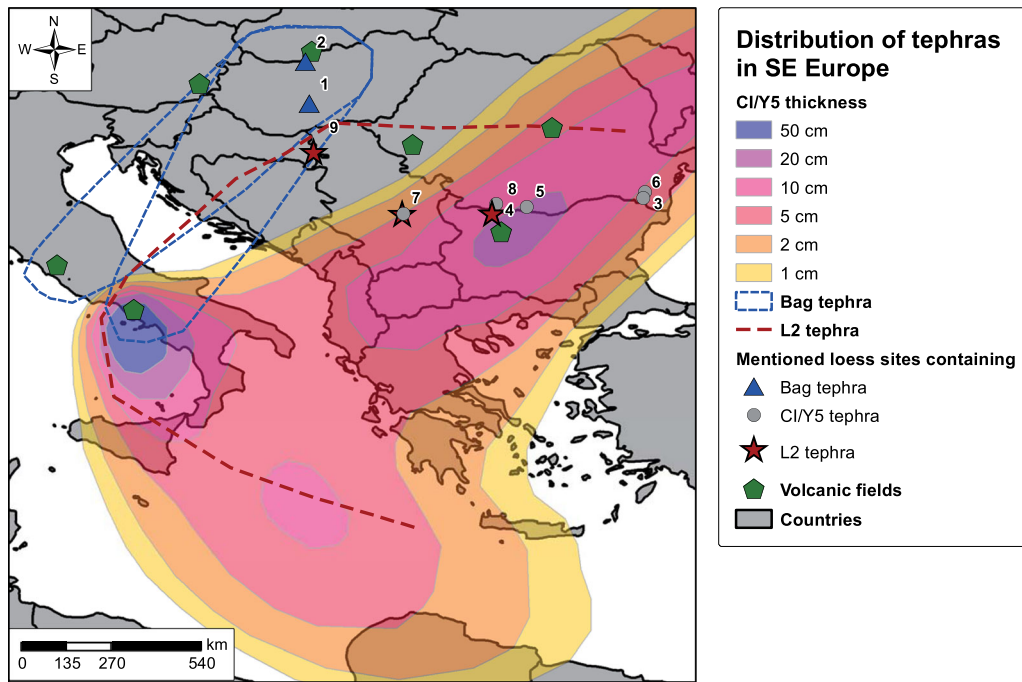 N
W E
S
2
1
9
7
8
5
4
6
3
km
0 135 270 540
Distribution of tephras
in SE Europe
CI/Y5 thickness
50 cm
20 cm
10 cm
5 cm
2 cm
1 cm
Bag tephra
L2 tephra
Mentioned loess sites containing
Bag tephra
CI/Y5 tephra
L2 tephra
Volcanic fields
Countries